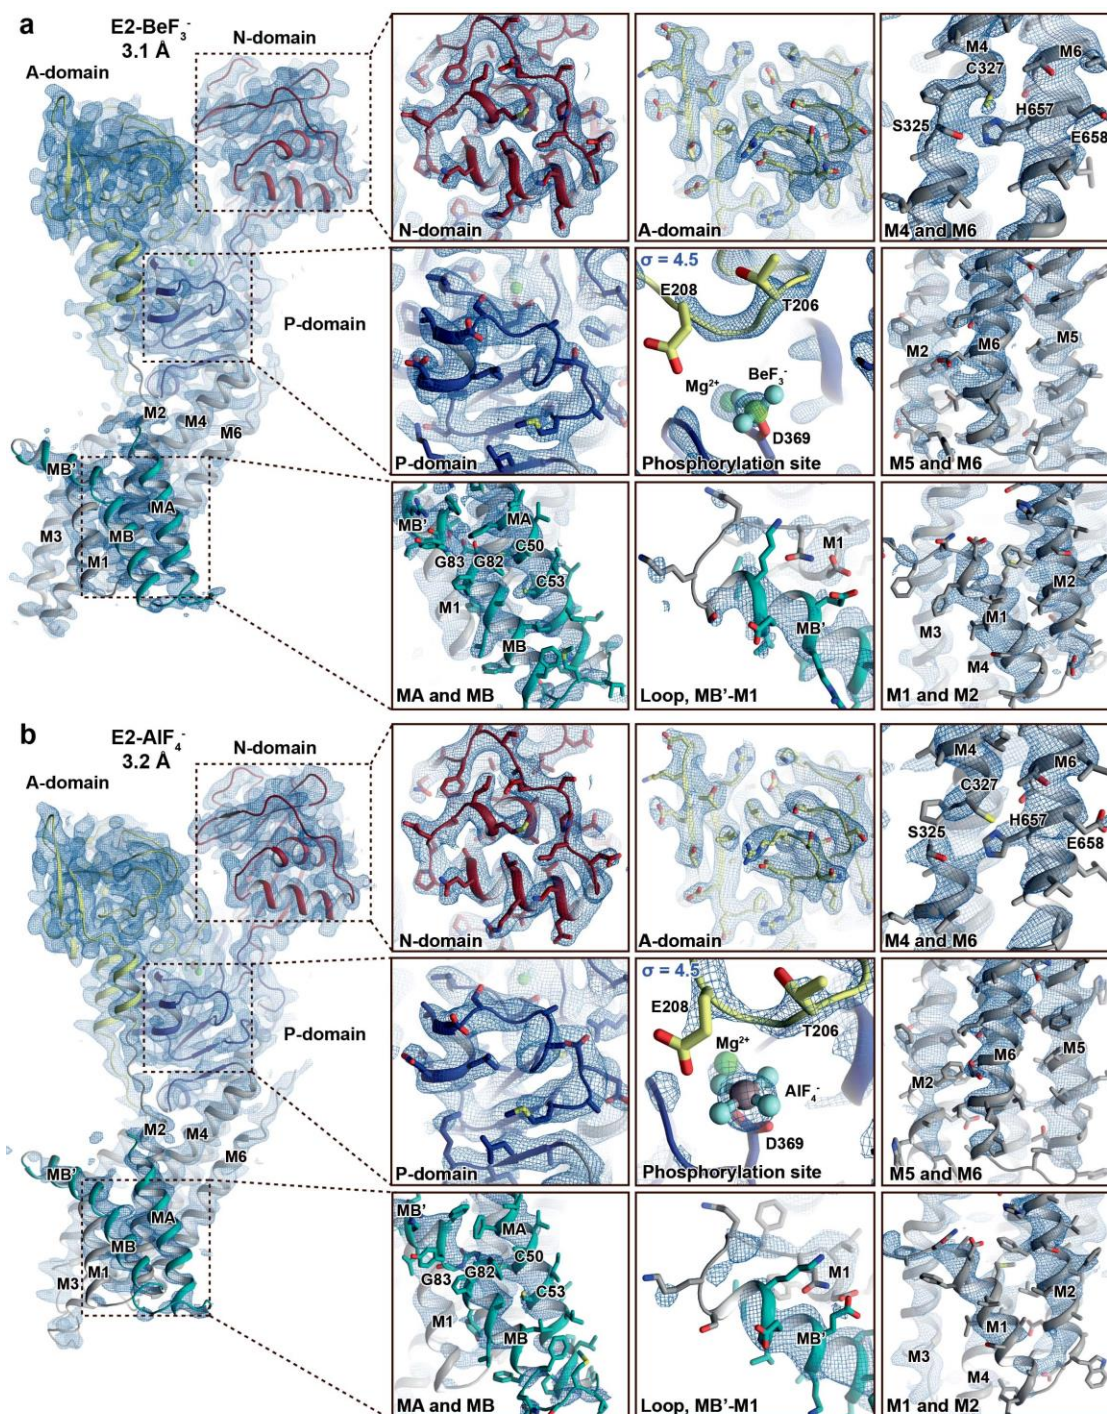 a
E2-BeF₃⁻
3.1 Å
N-domain
A-domain
P-domain
M2
M4
M6
MB'
MA
M3
MB
M1
N-domain
A-domain
M4
M6
C327
H657
S325
E658
M4 and M6
P-domain
σ = 4.5
E208
T206
Mg²⁺
BeF₃⁻
D369
Phosphorylation site
M2
M6
M5
M5 and M6
MB'
MA
G83
G82
C50
C53
M1
MB
MA and MB
M1
MB'
Loop, MB'-M1
M2
M1
M3
M4
M1 and M2
b
E2-AlF₄⁻
3.2 Å
N-domain
A-domain
P-domain
M2
M4
M6
MB'
MA
MB
M3
M1
N-domain
A-domain
M4
M6
C327
H657
S325
E658
M4 and M6
P-domain
σ = 4.5
E208
T206
Mg²⁺
AlF₄⁻
D369
Phosphorylation site
M6
M5
M2
M5 and M6
MB'
MA
C50
G83
G82
C53
M1
MB
MA and MB
M1
MB'
Loop, MB'-M1
M2
M1
M3
M4
M1 and M2